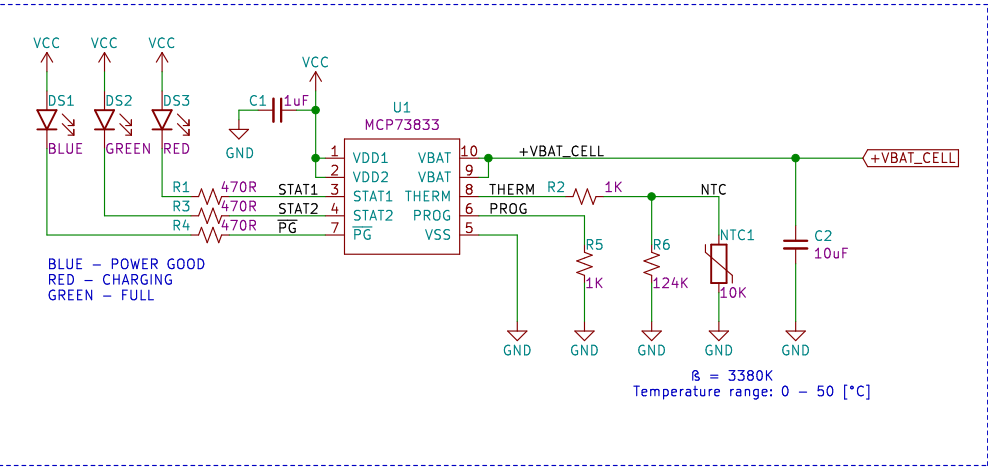 VCC VCC VCC
VCC
DS1 DS2 DS3
C1 1uF
U1
MCP73833
BLUE GREEN RED
GND
1 VDD1 VBAT 10 +VBAT_CELL
+VBAT_CELL
2 VDD2 VBAT 9
R1 470R STAT1 3 STAT1 THERM 8 THERM R2 1K NTC
R3 470R STAT2 4 STAT2 PROG 6 PROG
R4 470R PG 7 PG VSS 5
R5 R6 NTC1 C2
1K 124K 10K 10uF
BLUE – POWER GOOD
RED – CHARGING
GREEN – FULL
GND GND GND GND GND
ß = 3380K
Temperature range: 0 – 50 [°C]